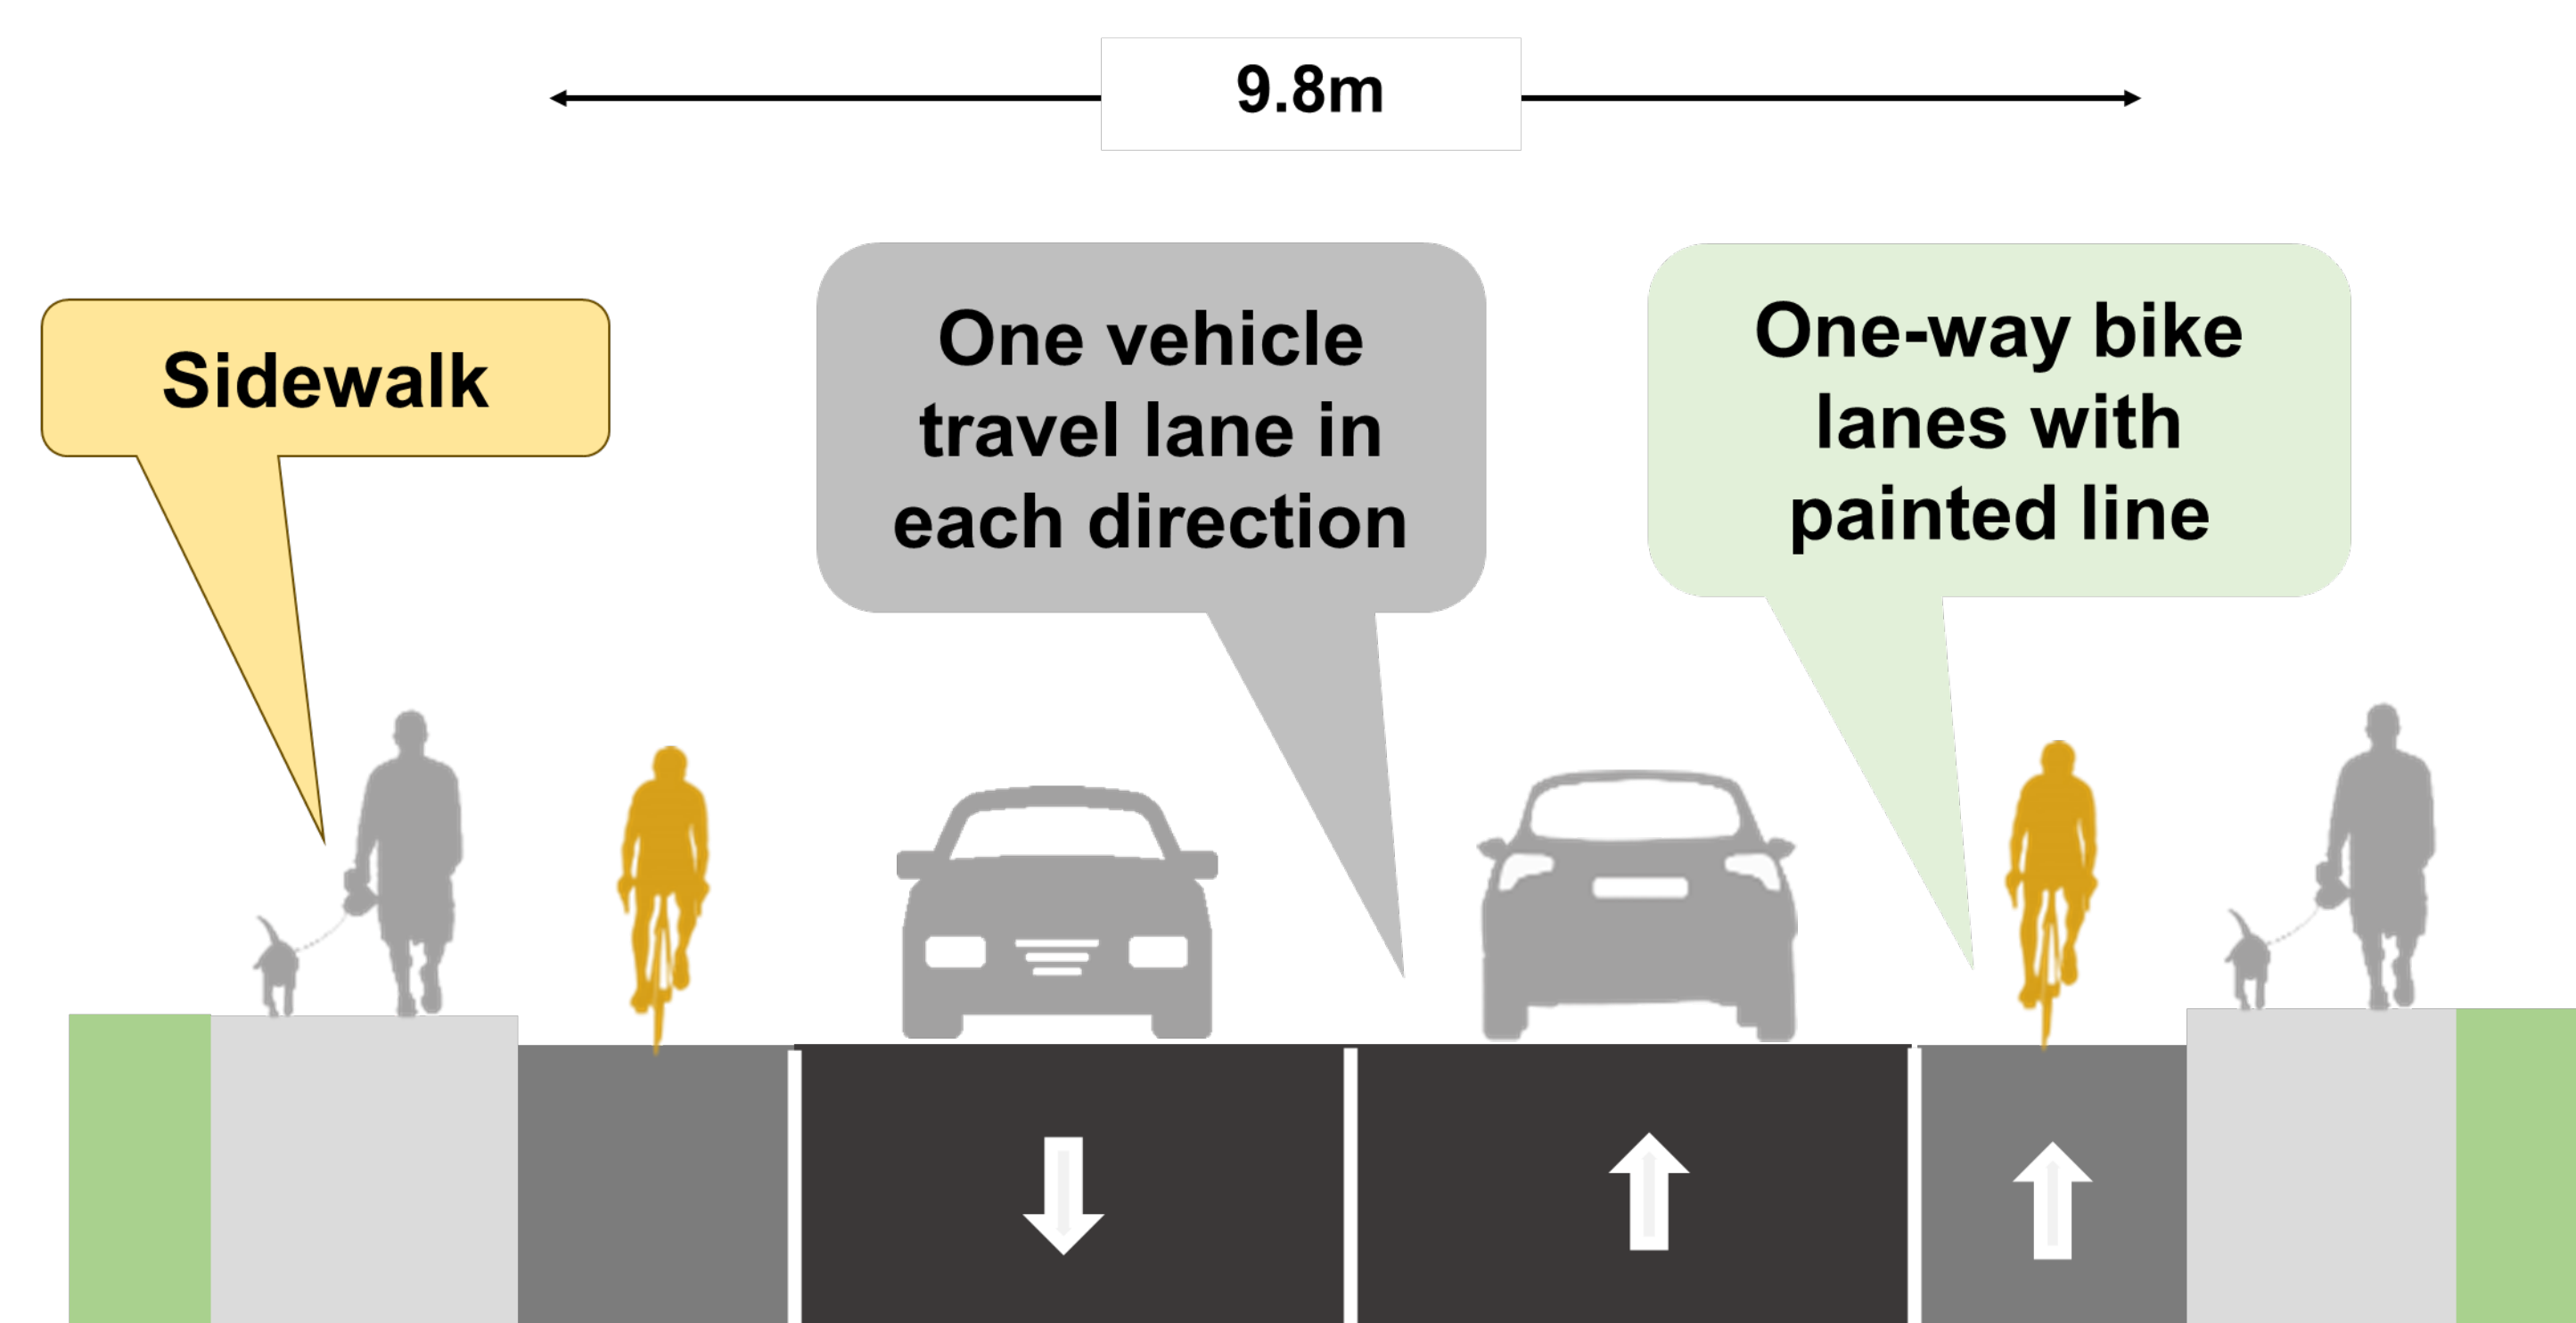 9.8m
Sidewalk
One vehicle
travel lane in
each direction
One-way bike
lanes with
painted line